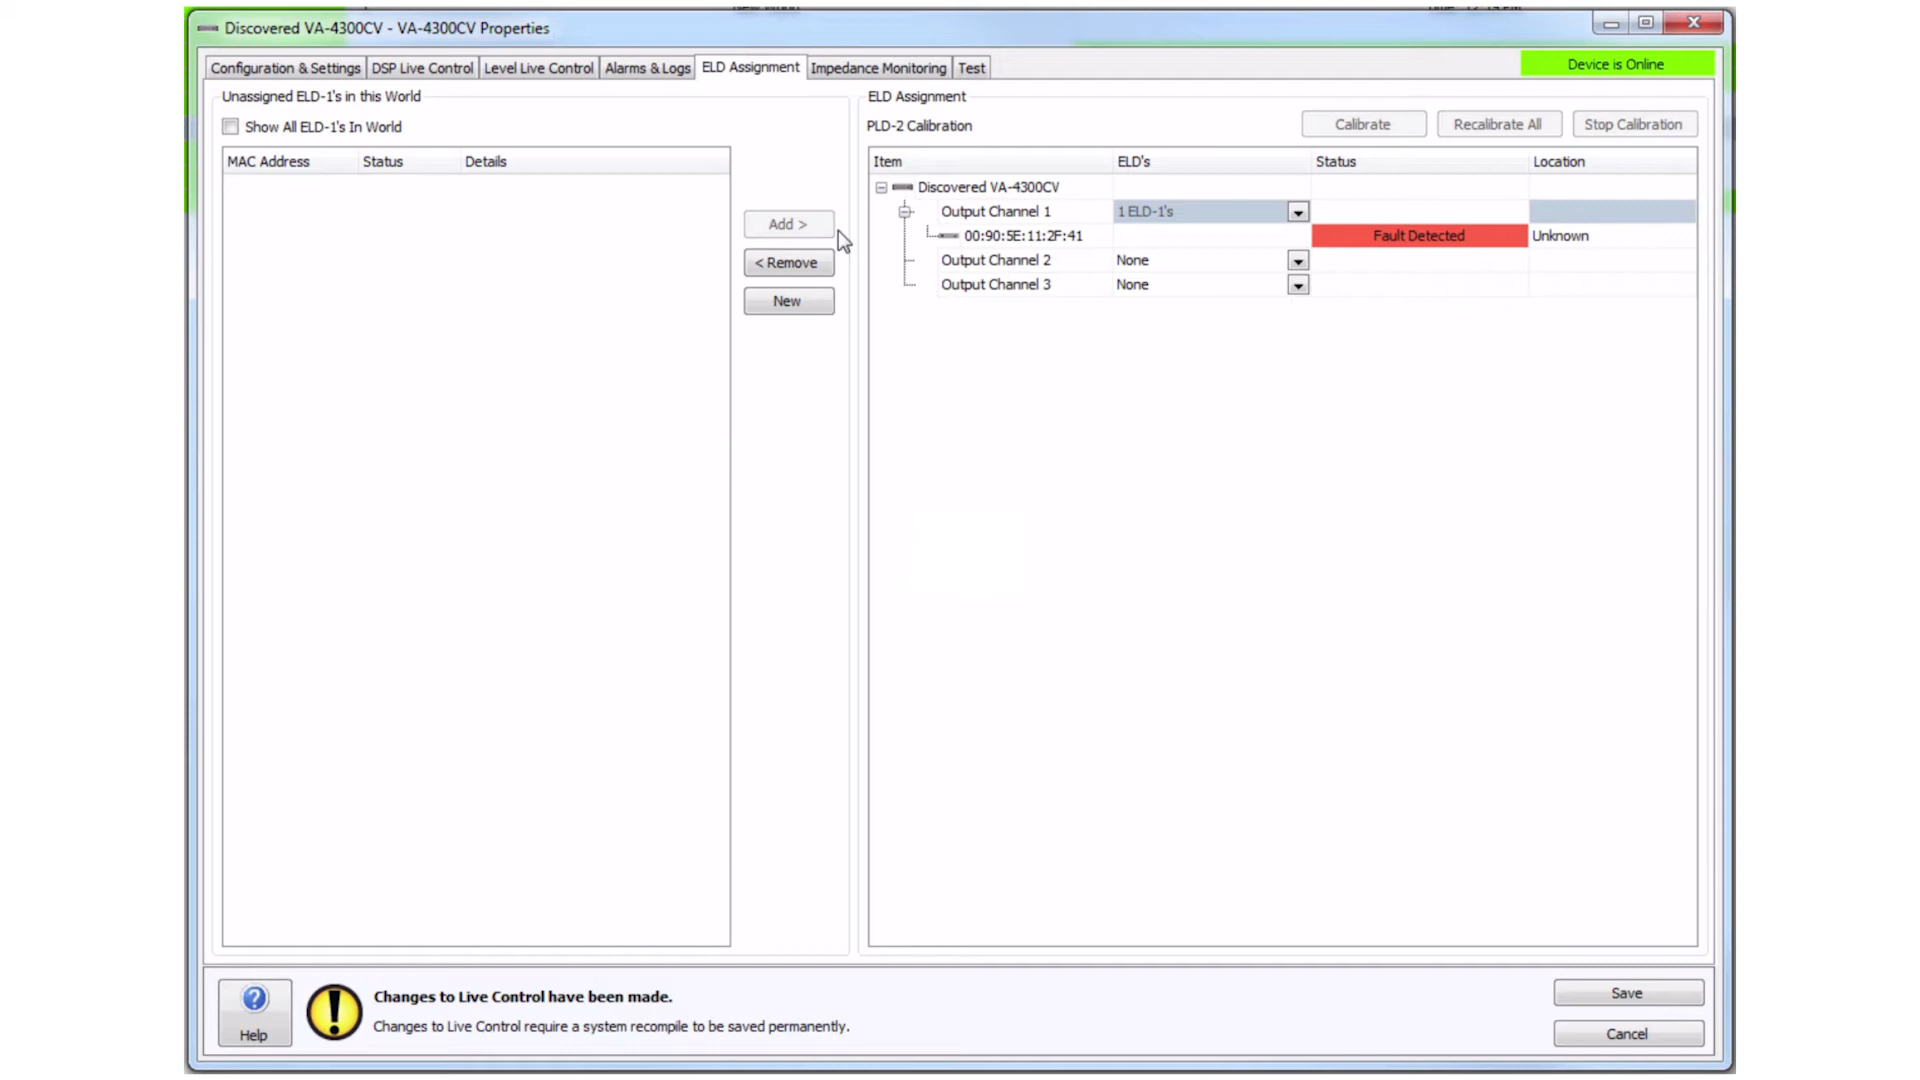 Discovered VA-4300CV - VA-4300CV Properties
Configuration & Settings
DSP Live Control
Level Live Control
Alarms & Logs
ELD Assignment
Impedance Monitoring
Test
Device is Online
Unassigned ELD-1's in this World
Show All ELD-1's In World
MAC Address
Status
Details
Add >
< Remove
New
ELD Assignment
PLD-2 Calibration
Calibrate
Recalibrate All
Stop Calibration
Item
ELD's
Status
Location
Discovered VA-4300CV
Output Channel 1
1 ELD-1's
00:90:5E:11:2F:41
Fault Detected
Unknown
Output Channel 2
None
Output Channel 3
None
Help
!
Changes to Live Control have been made.
Changes to Live Control require a system recompile to be saved permanently.
Save
Cancel